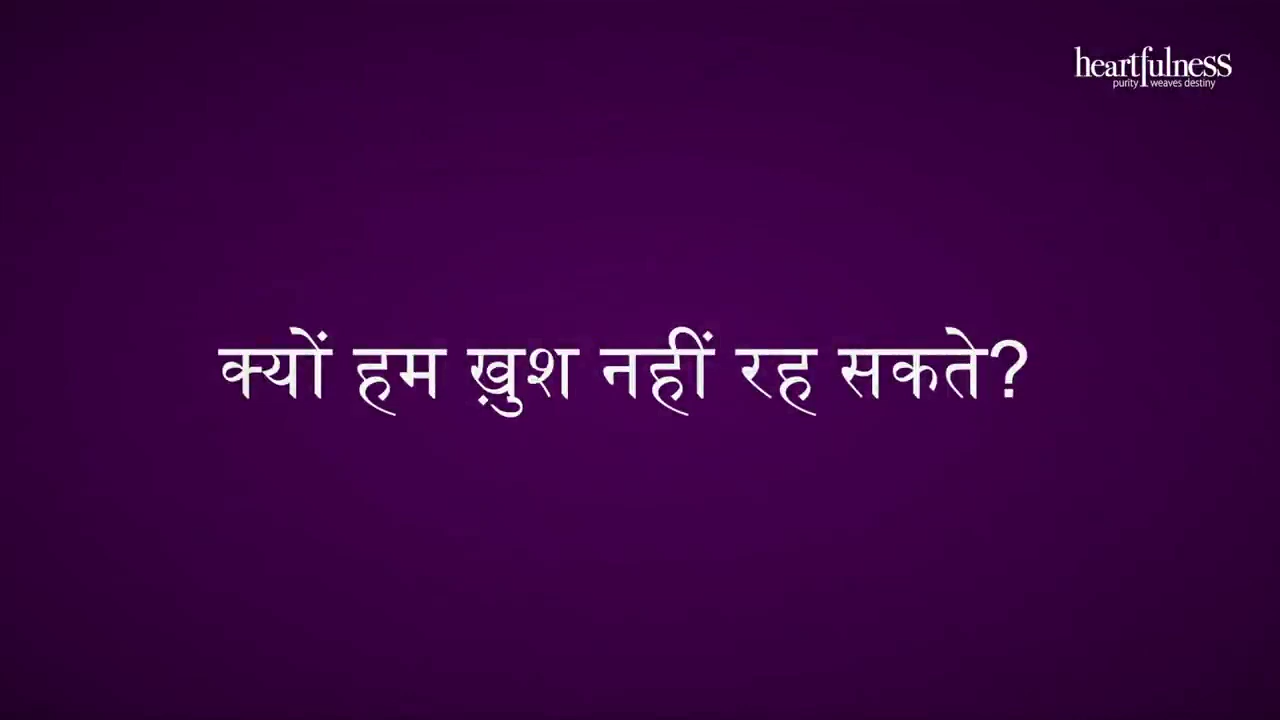 heartfulness
purity weaves destiny
क्यों हम ख़ुश नहीं रह सकते?